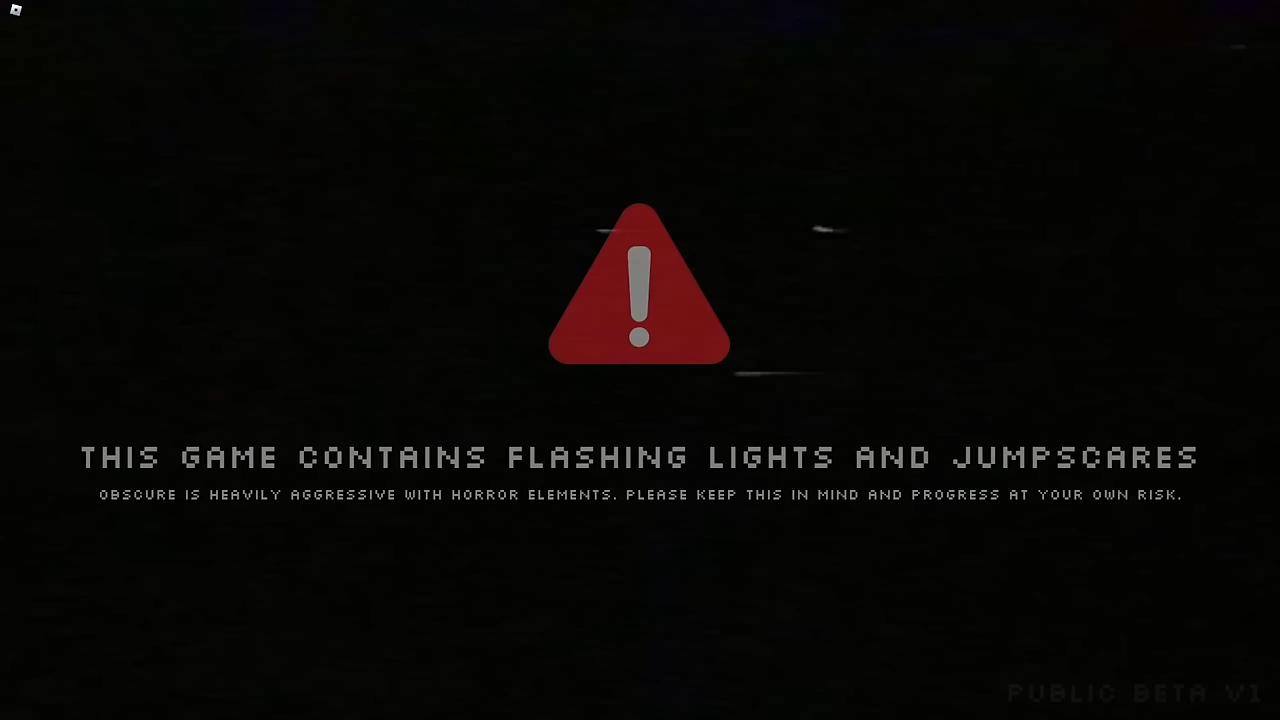 THIS GAME CONTAINS FLASHING LIGHTS AND JUMPSCARES
OBSCURE IS HEAVILY AGGRESSIVE WITH HORROR ELEMENTS. PLEASE KEEP THIS IN MIND AND PROGRESS AT YOUR OWN RISK.
PUBLIC BETA V1